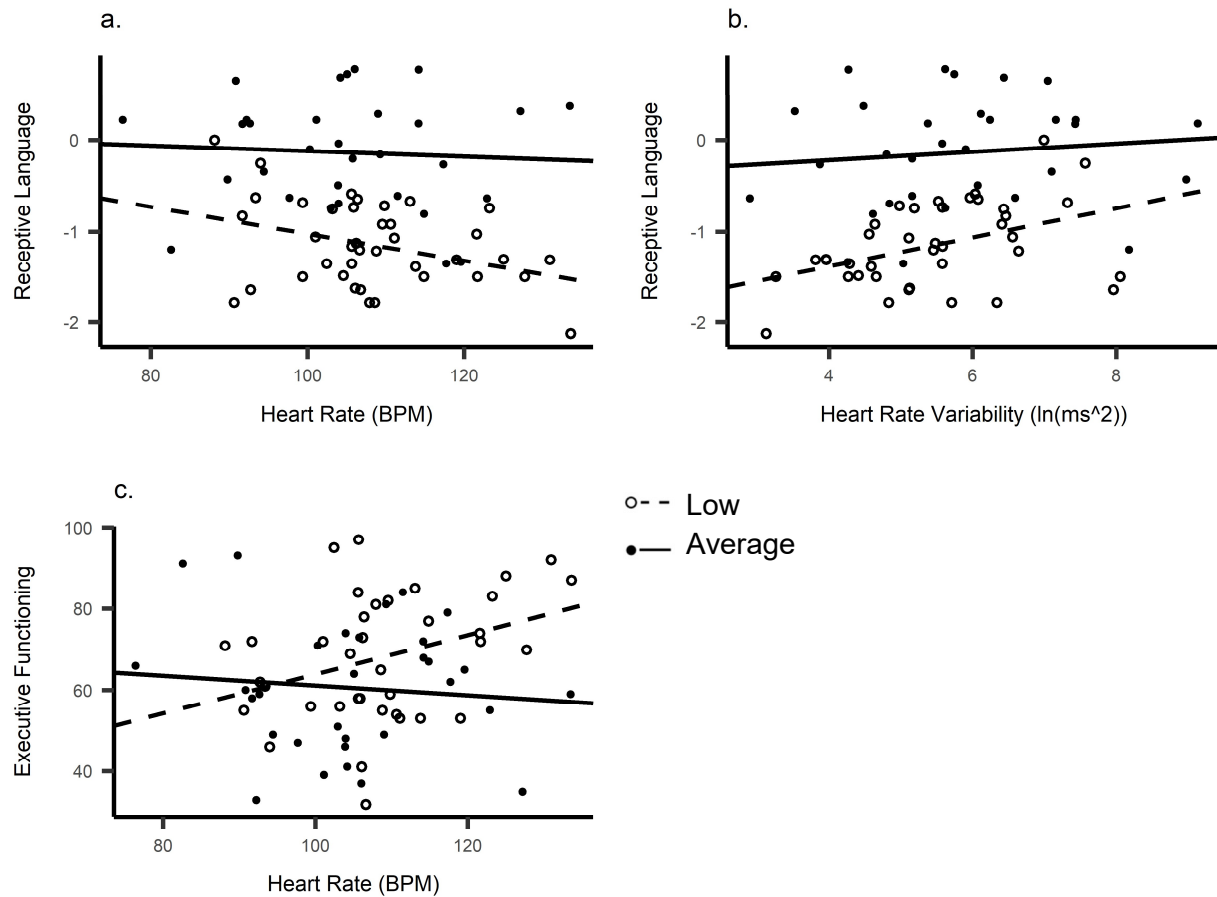 a.
Receptive Language
0
-1
-2
80
100
120
Heart Rate (BPM)
b.
Receptive Language
0
-1
-2
4
6
8
Heart Rate Variability (ln(ms^2))
c.
Executive Functioning
100
80
60
40
80
100
120
Heart Rate (BPM)
Low
Average